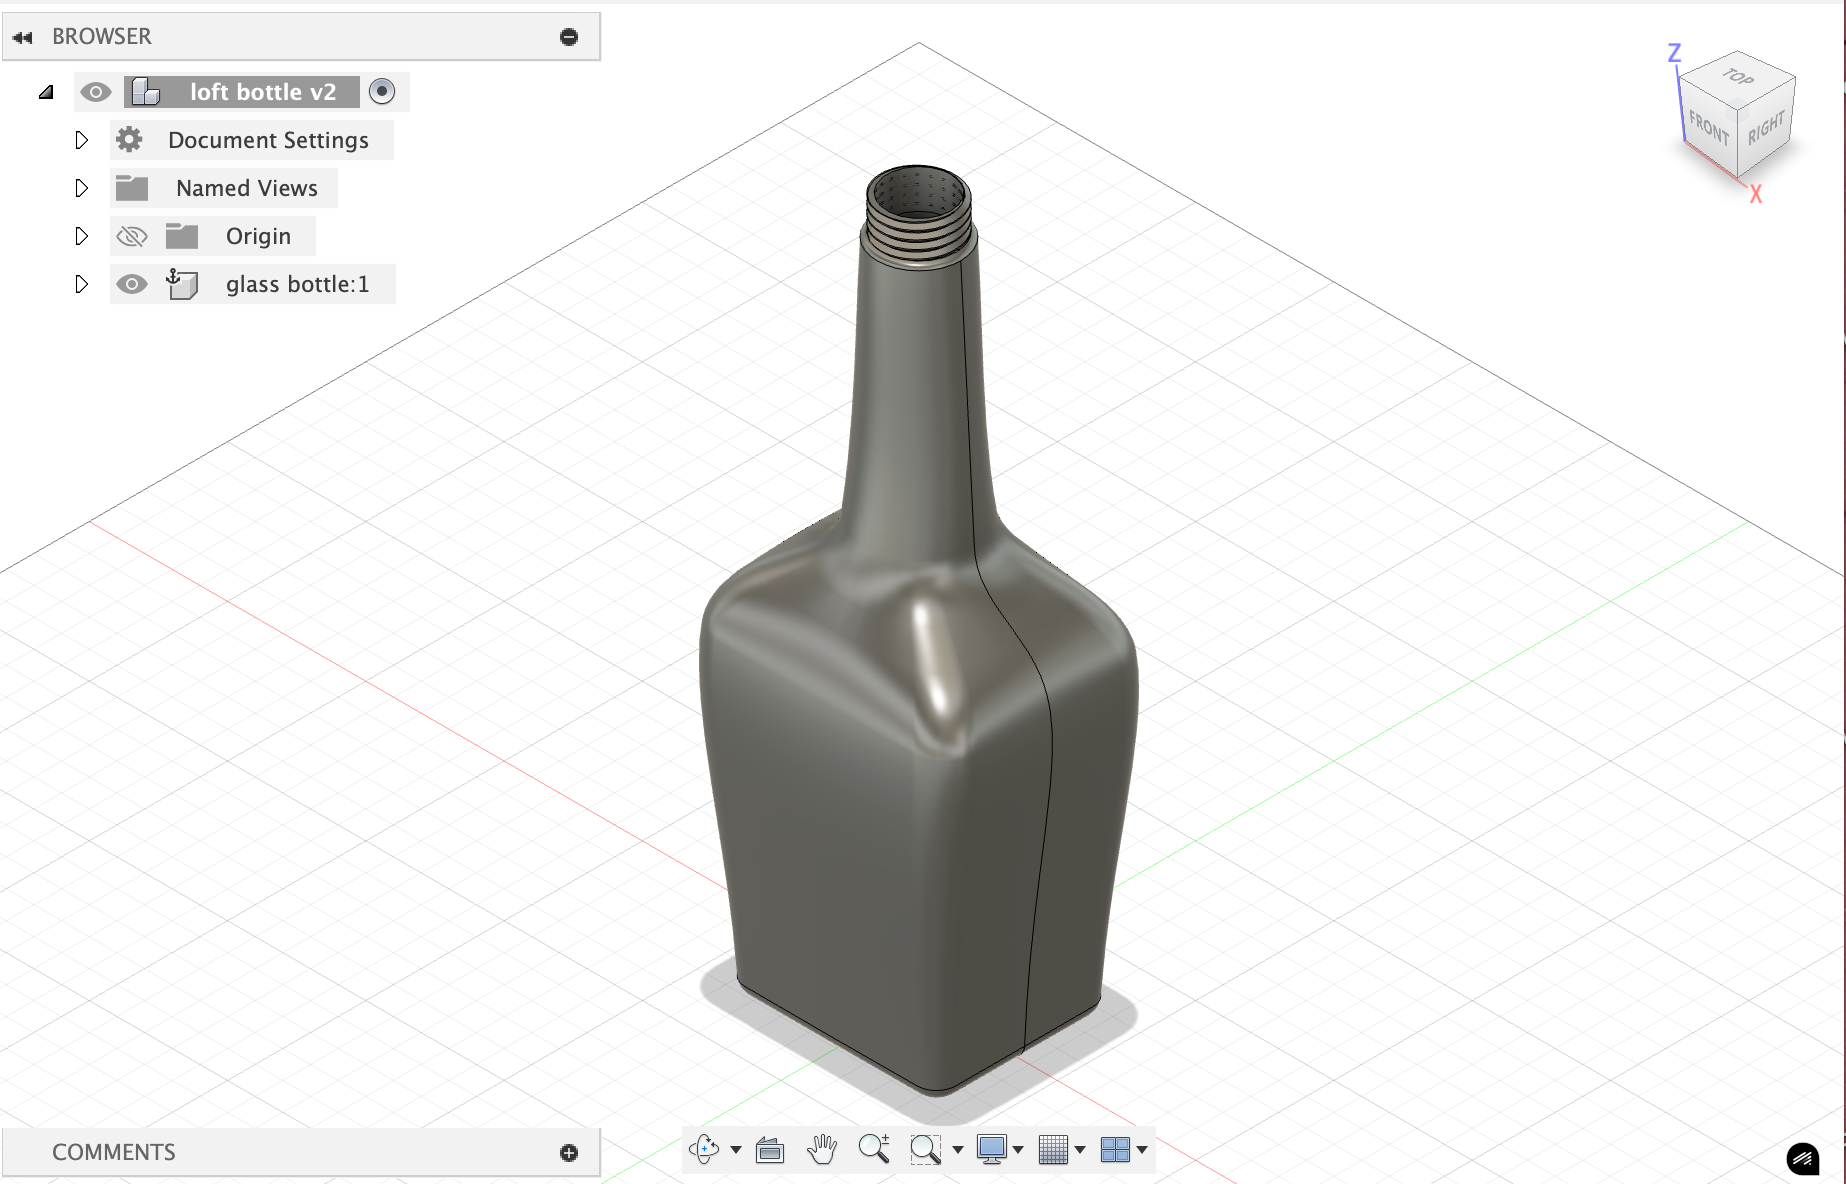 BROWSER
loft bottle v2
Document Settings
Named Views
Origin
glass bottle:1
Z
TOP
FRONT
RIGHT
X
COMMENTS